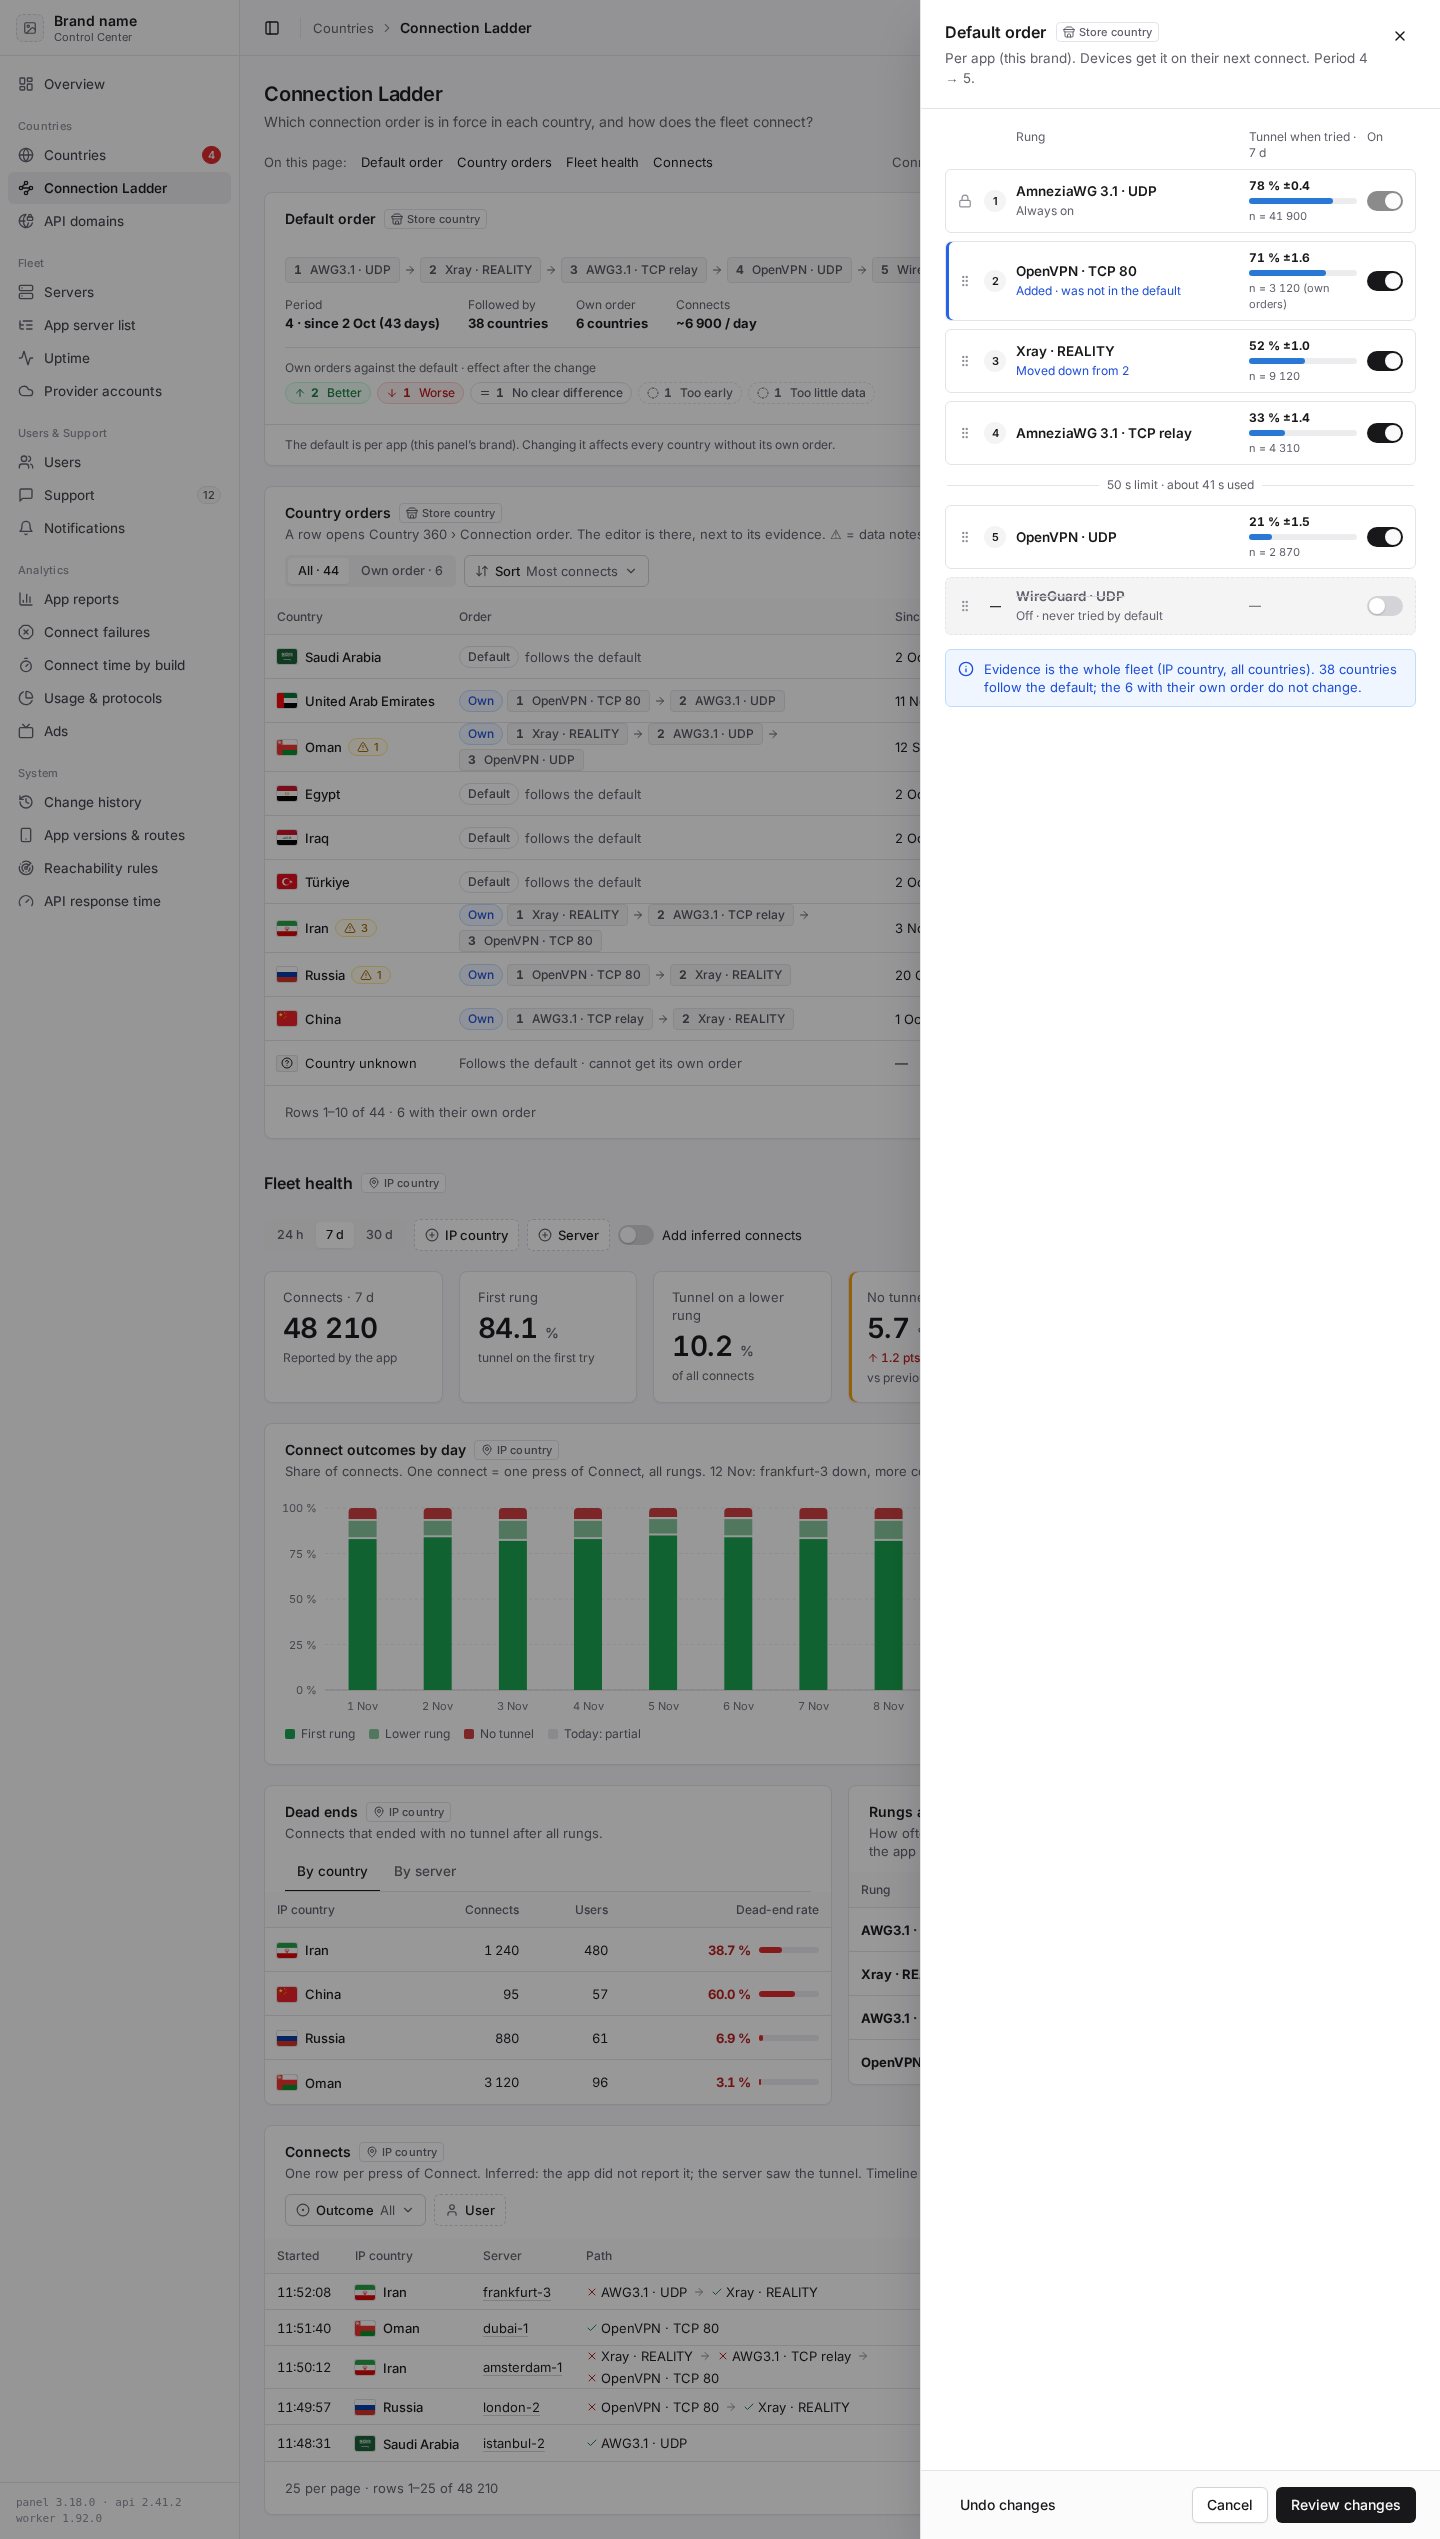 Brand name
Control Center
Overview
Countries
Countries 4
Connection Ladder
API domains
Fleet
Servers
App server list
Uptime
Provider accounts
Users & Support
Users
Support 12
Notifications
Analytics
App reports
Connect failures
Connect time by build
Usage & protocols
Ads
System
Change history
App versions & routes
Reachability rules
API response time
panel 3.18.0 · api 2.41.2
worker 1.92.0
Countries > Connection Ladder
Connection Ladder
Which connection order is in force in each country, and how does the fleet connect?
On this page: Default order Country orders Fleet health Connects
Default order Store country
1 AWG3.1 · UDP → 2 Xray · REALITY → 3 AWG3.1 · TCP relay → 4 OpenVPN · UDP → 5
Period Followed by Own order Connects
4 · since 2 Oct (43 days) 38 countries 6 countries ~6 900 / day
Own orders against the default · effect after the change
↑ 2 Better ↓ 1 Worse = 1 No clear difference 1 Too early 1 Too little data
The default is per app (this panel's brand). Changing it affects every country without its own order.
Country orders Store country
A row opens Country 360 › Connection order. The editor is there, next to its evidence. ⚠ = data notes
All · 44 Own order · 6 Sort Most connects
Country Order
Saudi Arabia Default follows the default
United Arab Emirates Own 1 OpenVPN · TCP 80 → 2 AWG3.1 · UDP
Oman 1 Own 1 Xray · REALITY → 2 AWG3.1 · UDP →
3 OpenVPN · UDP
Egypt Default follows the default
Iraq Default follows the default
Türkiye Default follows the default
Iran 3 Own 1 Xray · REALITY → 2 AWG3.1 · TCP relay →
3 OpenVPN · TCP 80
Russia 1 Own 1 OpenVPN · TCP 80 → 2 Xray · REALITY
China Own 1 AWG3.1 · TCP relay → 2 Xray · REALITY
Country unknown Follows the default · cannot get its own order —
Rows 1–10 of 44 · 6 with their own order
Fleet health IP country
24 h 7 d 30 d IP country Server Add inferred connects
Connects · 7 d
48 210
Reported by the app
First rung
84.1 %
tunnel on the first try
Tunnel on a lower
rung
10.2 %
of all connects
No
5.7
↑ 1.2 pts
vs
Connect outcomes by day IP country
Share of connects. One connect = one press of Connect, all rungs. 12 Nov: frankfurt-3 down, more
100 %
75 %
50 %
25 %
0 %
1 Nov 2 Nov 3 Nov 4 Nov 5 Nov 6 Nov 7 Nov 8 Nov
First rung Lower rung No tunnel Today: partial
Dead ends IP country
Connects that ended with no tunnel after all rungs.
By country By server
IP country Connects Users Dead-end rate
Iran 1 240 480 38.7 %
China 95 57 60.0 %
Russia 880 61 6.9 %
Oman 3 120 96 3.1 %
Rungs
How
the app
Rung
AWG3.1 ·
Xray ·
AWG3.1 ·
OpenVPN
Connects IP country
One row per press of Connect. Inferred: the app did not report it; the server saw the tunnel. Timeline
Outcome All User
Started IP country Server Path
11:52:08 Iran frankfurt-3 × AWG3.1 · UDP → ✓ Xray · REALITY
11:51:40 Oman dubai-1 ✓ OpenVPN · TCP 80
11:50:12 Iran amsterdam-1 × Xray · REALITY → × AWG3.1 · TCP relay →
× OpenVPN · TCP 80
11:49:57 Russia london-2 × OpenVPN · TCP 80 → ✓ Xray · REALITY
11:48:31 Saudi Arabia istanbul-2 ✓ AWG3.1 · UDP
25 per page · rows 1–25 of 48 210
Default order Store country
Per app (this brand). Devices get it on their next connect. Period 4
→ 5.
Rung Tunnel when tried · On
7 d
1 AmneziaWG 3.1 · UDP
Always on
78 % ±0.4
n = 41 900
2 OpenVPN · TCP 80
Added · was not in the default
71 % ±1.6
n = 3 120 (own
orders)
3 Xray · REALITY
Moved down from 2
52 % ±1.0
n = 9 120
4 AmneziaWG 3.1 · TCP relay
33 % ±1.4
n = 4 310
50 s limit · about 41 s used
5 OpenVPN · UDP
21 % ±1.5
n = 2 870
— WireGuard · UDP
Off · never tried by default
—
Evidence is the whole fleet (IP country, all countries). 38 countries
follow the default; the 6 with their own order do not change.
Undo changes Cancel Review changes